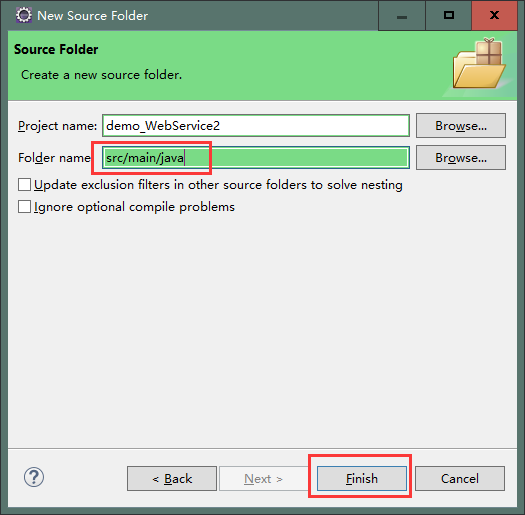 New Source Folder
Source Folder
Create a new source folder.
Project name: demo_WebService2 Browse...
Folder name: src/main/java Browse...
Update exclusion filters in other source folders to solve nesting
Ignore optional compile problems
? < Back Next > Finish Cancel